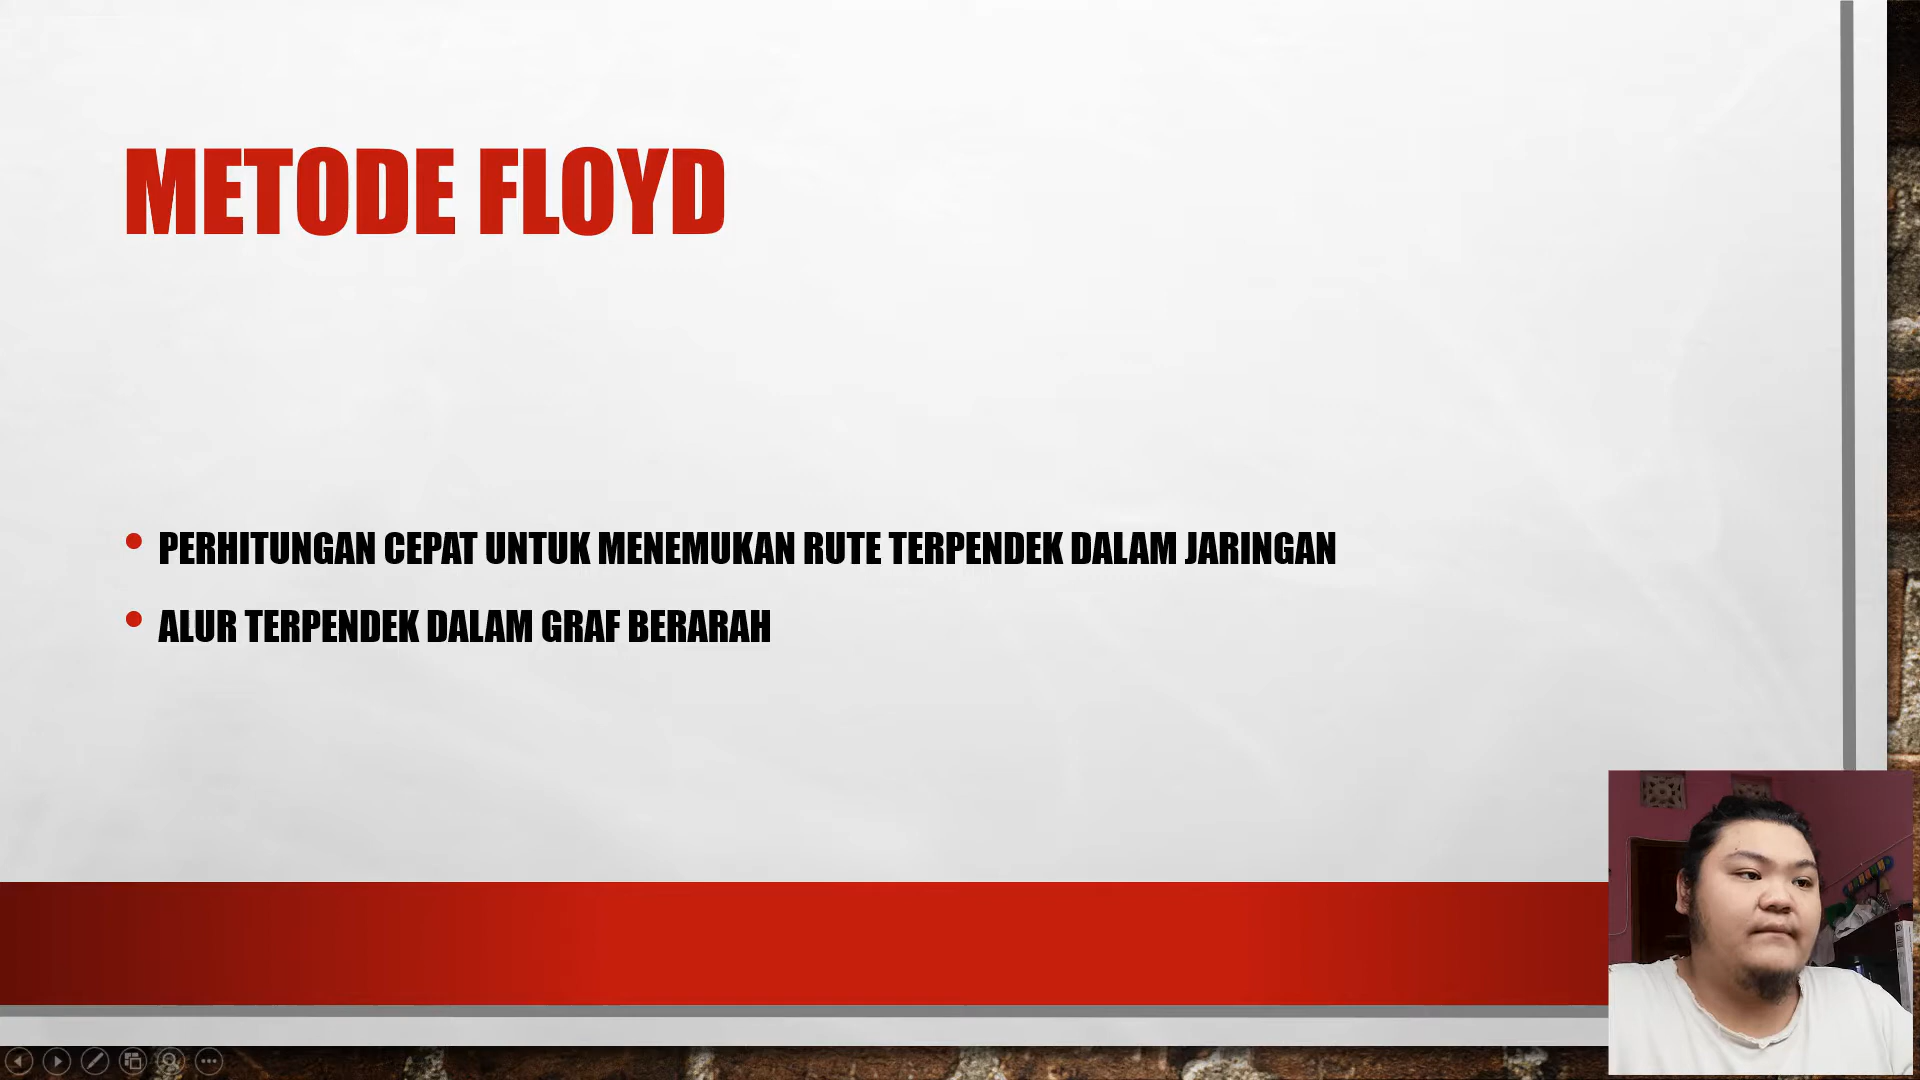 METODE FLOYD
PERHITUNGAN CEPAT UNTUK MENEMUKAN RUTE TERPENDEK DALAM JARINGAN
ALUR TERPENDEK DALAM GRAF BERARAH